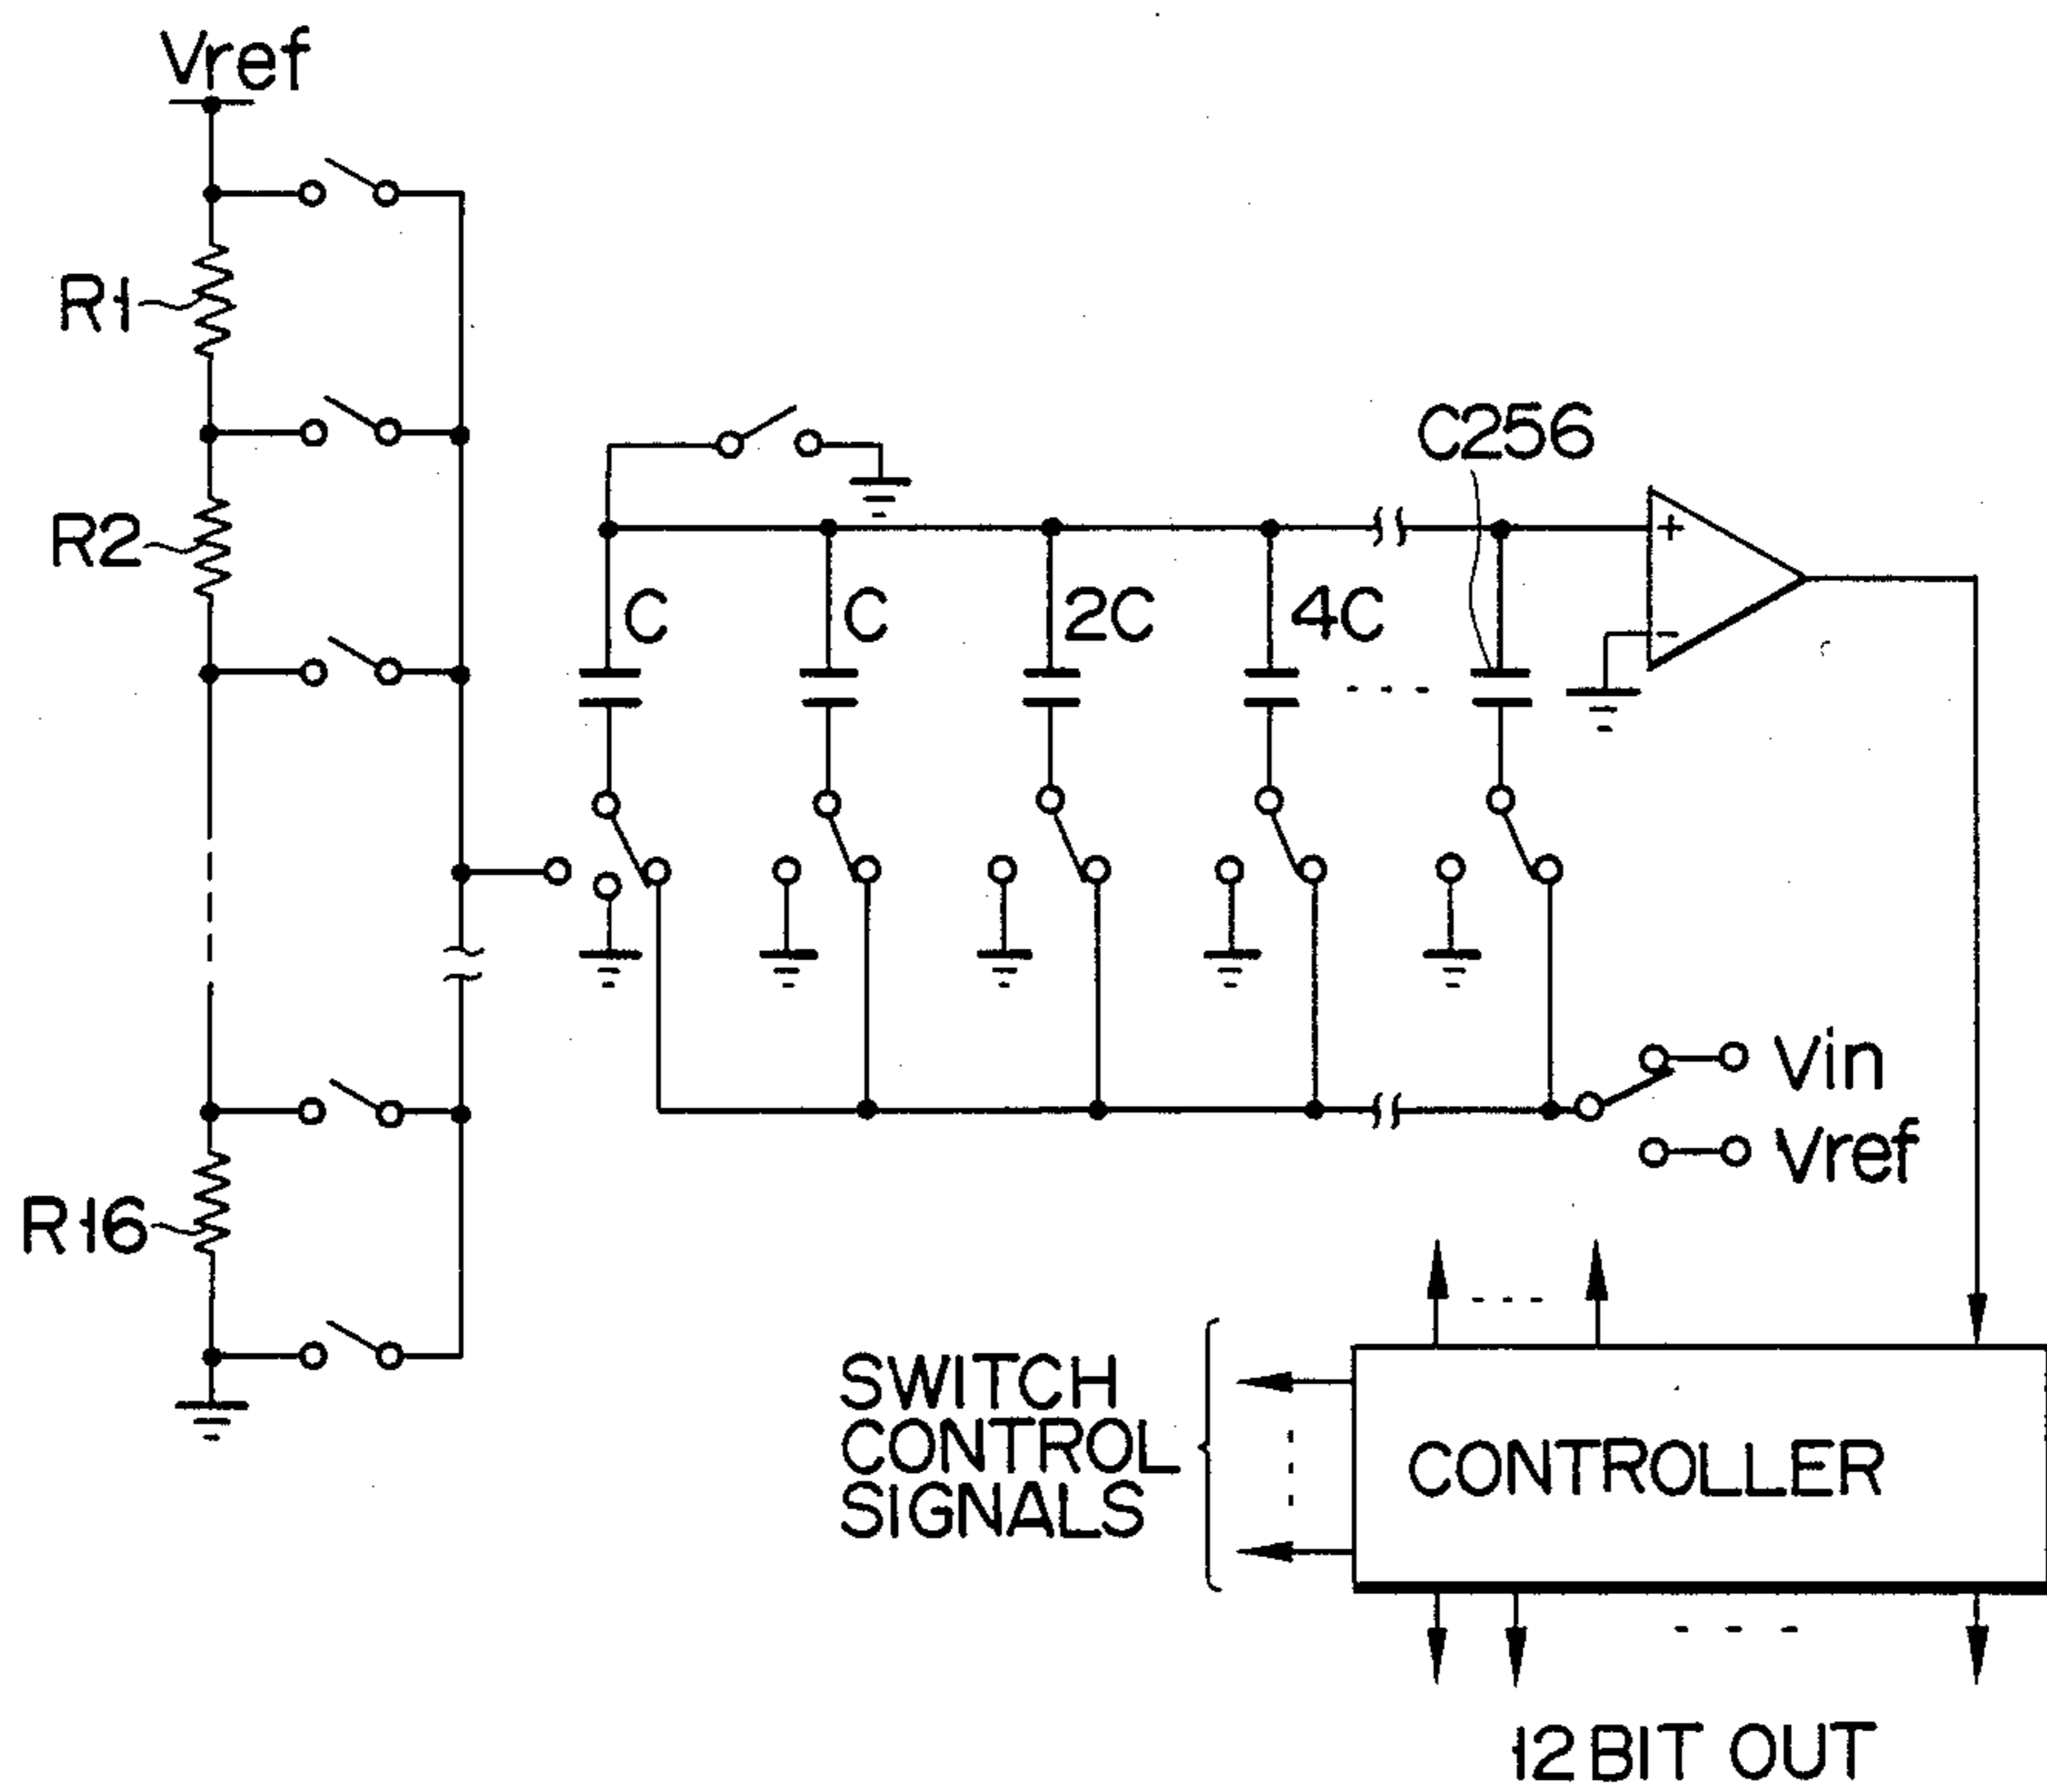 Vref
R1
R2
R16
C
C
2C
4C
C256
+
−
Vin
Vref
SWITCH
CONTROL
SIGNALS
CONTROLLER
12 BIT OUT